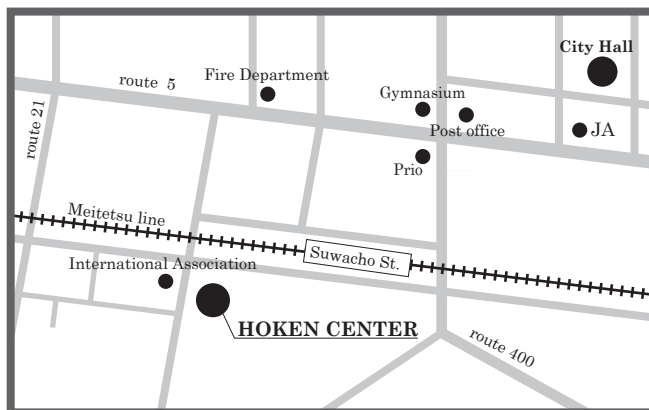 City Hall
Fire Department
route 5
Gymnasium
route 21
Post office
JA
Prio
Meitetsu line
Suwacho St.
International Association
HOKEN CENTER
route 400